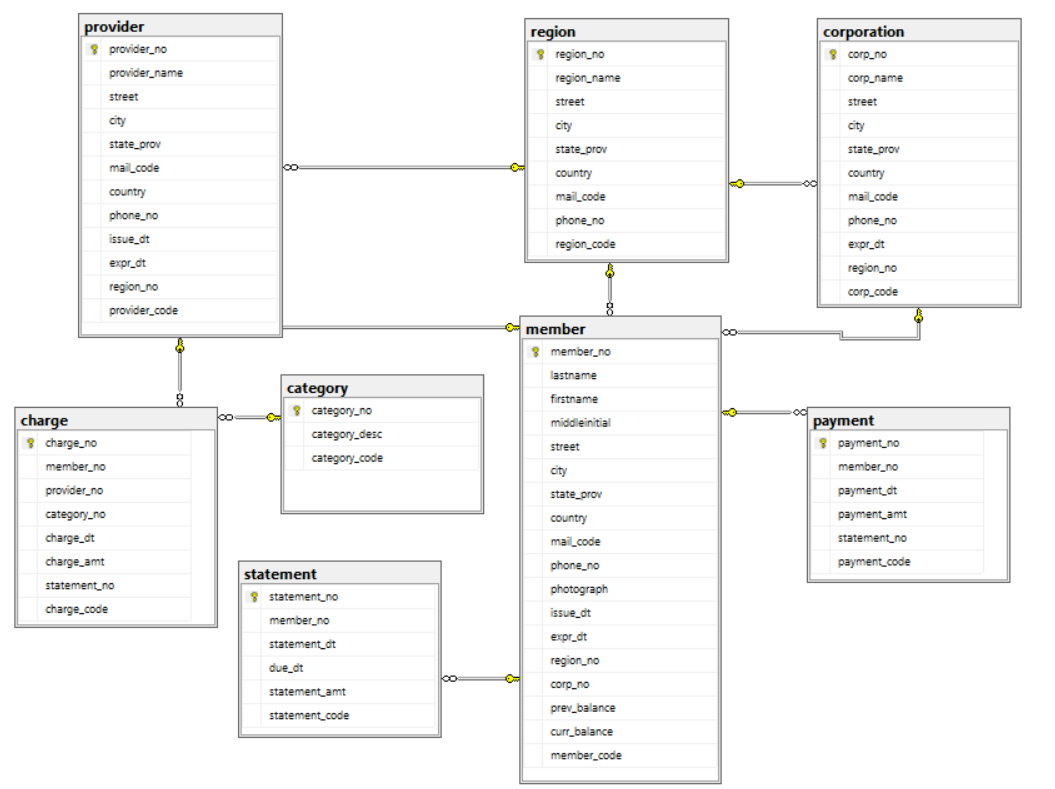 provider
provider_no
provider_name
street
city
state_prov
mail_code
country
phone_no
issue_dt
expr_dt
region_no
provider_code
region
region_no
region_name
street
city
state_prov
country
mail_code
phone_no
region_code
corporation
corp_no
corp_name
street
city
state_prov
country
mail_code
phone_no
expr_dt
region_no
corp_code
member
member_no
lastname
firstname
middleinitial
street
city
state_prov
country
mail_code
phone_no
photograph
issue_dt
expr_dt
region_no
corp_no
prev_balance
curr_balance
member_code
category
category_no
category_desc
category_code
charge
charge_no
member_no
provider_no
category_no
charge_dt
charge_amt
statement_no
charge_code
payment
payment_no
member_no
payment_dt
payment_amt
statement_no
payment_code
statement
statement_no
member_no
statement_dt
due_dt
statement_amt
statement_code